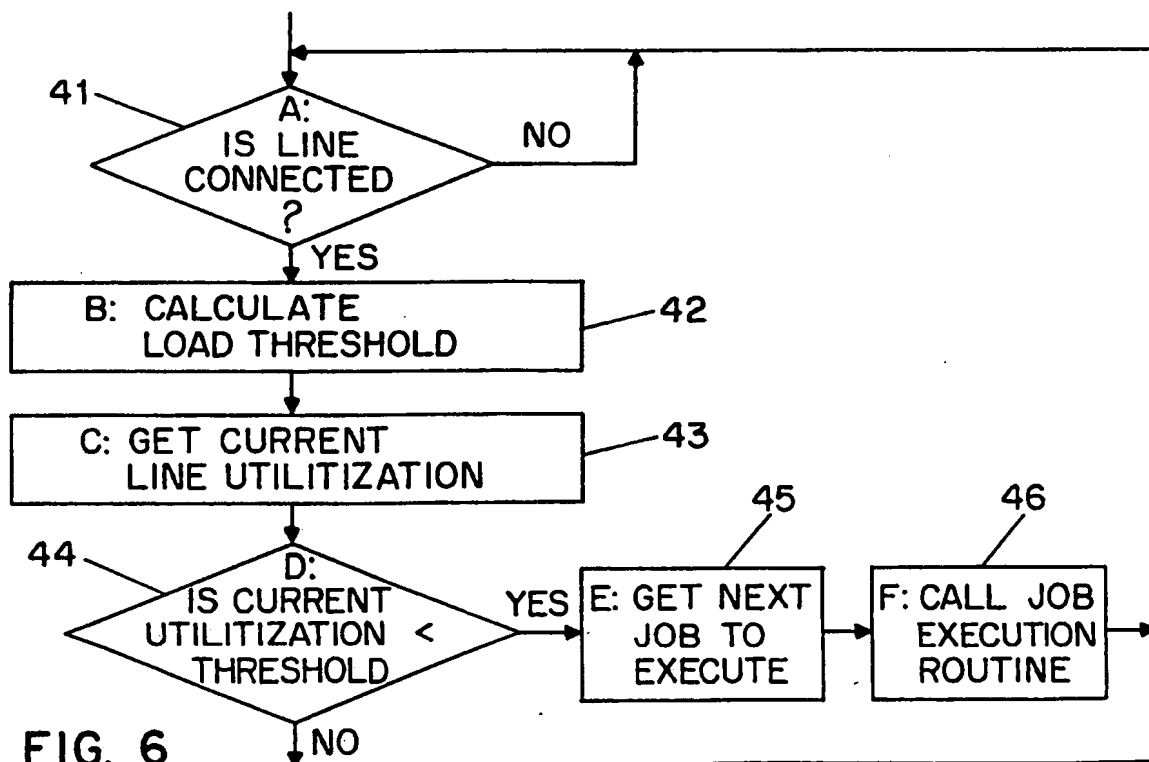 41
A:
IS LINE
CONNECTED
?
NO
YES
B: CALCULATE
LOAD THRESHOLD
42
C: GET CURRENT
LINE UTILITIZATION
43
44
D:
IS CURRENT
UTILITIZATION <
THRESHOLD
YES
45
E: GET NEXT
JOB TO
EXECUTE
46
F: CALL JOB
EXECUTION
ROUTINE
NO
FIG. 6